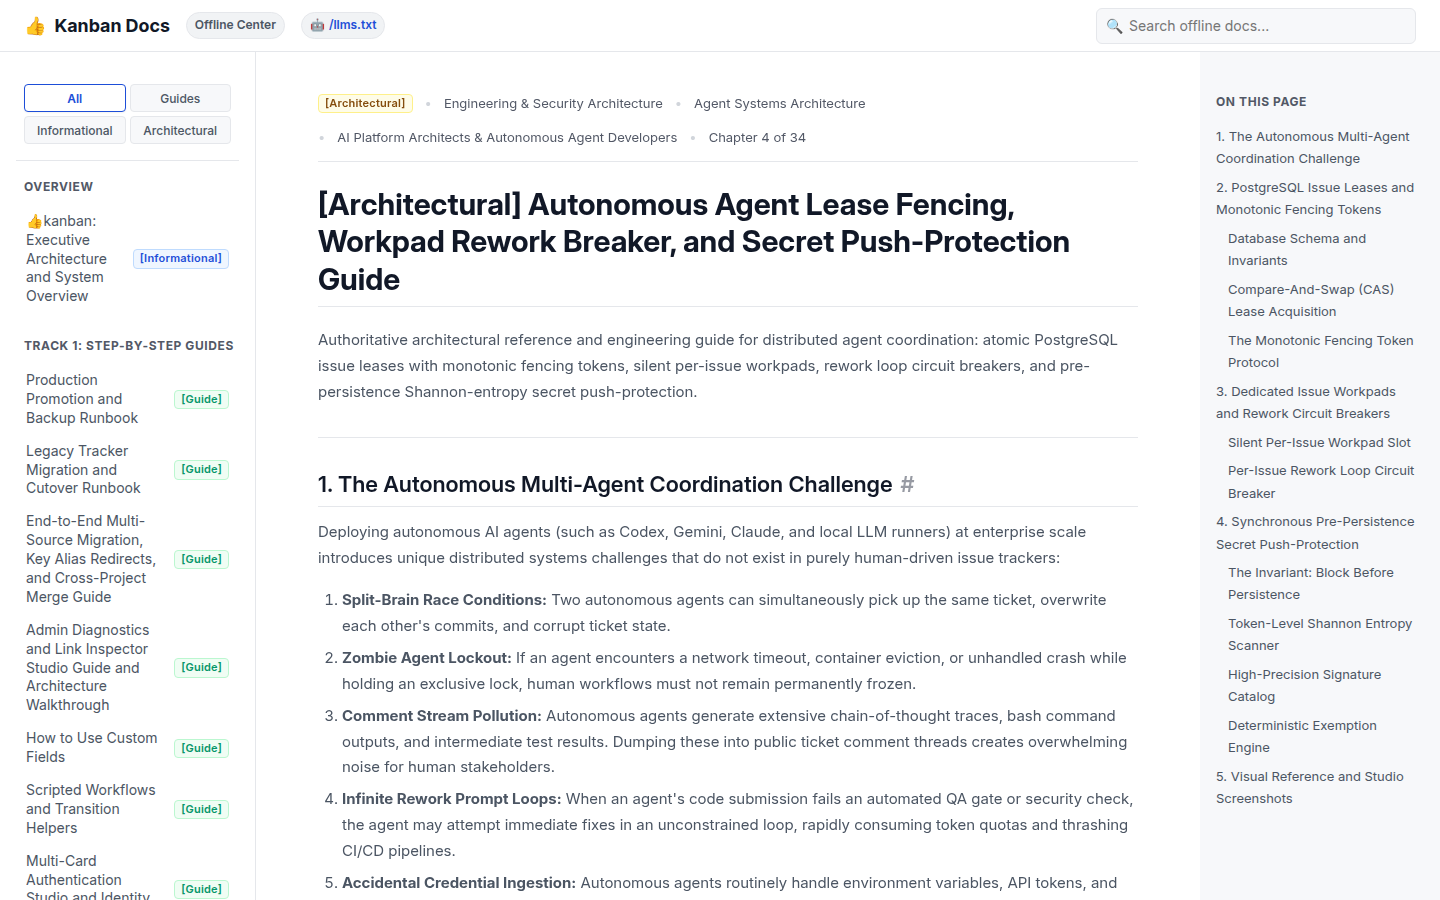 👍 Kanban Docs
Offline Center
🤖 /llms.txt
🔍 Search offline docs...
All
Guides
Informational
Architectural
OVERVIEW
👍kanban:
Executive
Architecture
and System
Overview
[Informational]
TRACK 1: STEP-BY-STEP GUIDES
Production
Promotion and
Backup Runbook
[Guide]
Legacy Tracker
Migration and
Cutover Runbook
[Guide]
End-to-End Multi-
Source Migration,
Key Alias Redirects,
and Cross-Project
Merge Guide
[Guide]
Admin Diagnostics
and Link Inspector
Studio Guide and
Architecture
Walkthrough
[Guide]
How to Use Custom
Fields
[Guide]
Scripted Workflows
and Transition
Helpers
[Guide]
Multi-Card
Authentication
Studio and Identity
[Guide]
[Architectural] • Engineering & Security Architecture • Agent Systems Architecture
• AI Platform Architects & Autonomous Agent Developers • Chapter 4 of 34
[Architectural] Autonomous Agent Lease Fencing,
Workpad Rework Breaker, and Secret Push-Protection
Guide
Authoritative architectural reference and engineering guide for distributed agent coordination: atomic PostgreSQL
issue leases with monotonic fencing tokens, silent per-issue workpads, rework loop circuit breakers, and pre-
persistence Shannon-entropy secret push-protection.
1. The Autonomous Multi-Agent Coordination Challenge #
Deploying autonomous AI agents (such as Codex, Gemini, Claude, and local LLM runners) at enterprise scale
introduces unique distributed systems challenges that do not exist in purely human-driven issue trackers:
1. Split-Brain Race Conditions: Two autonomous agents can simultaneously pick up the same ticket, overwrite
each other's commits, and corrupt ticket state.
2. Zombie Agent Lockout: If an agent encounters a network timeout, container eviction, or unhandled crash while
holding an exclusive lock, human workflows must not remain permanently frozen.
3. Comment Stream Pollution: Autonomous agents generate extensive chain-of-thought traces, bash command
outputs, and intermediate test results. Dumping these into public ticket comment threads creates overwhelming
noise for human stakeholders.
4. Infinite Rework Prompt Loops: When an agent's code submission fails an automated QA gate or security check,
the agent may attempt immediate fixes in an unconstrained loop, rapidly consuming token quotas and thrashing
CI/CD pipelines.
5. Accidental Credential Ingestion: Autonomous agents routinely handle environment variables, API tokens, and
ON THIS PAGE
1. The Autonomous Multi-Agent
Coordination Challenge
2. PostgreSQL Issue Leases and
Monotonic Fencing Tokens
Database Schema and
Invariants
Compare-And-Swap (CAS)
Lease Acquisition
The Monotonic Fencing Token
Protocol
3. Dedicated Issue Workpads
and Rework Circuit Breakers
Silent Per-Issue Workpad Slot
Per-Issue Rework Loop Circuit
Breaker
4. Synchronous Pre-Persistence
Secret Push-Protection
The Invariant: Block Before
Persistence
Token-Level Shannon Entropy
Scanner
High-Precision Signature
Catalog
Deterministic Exemption
Engine
5. Visual Reference and Studio
Screenshots